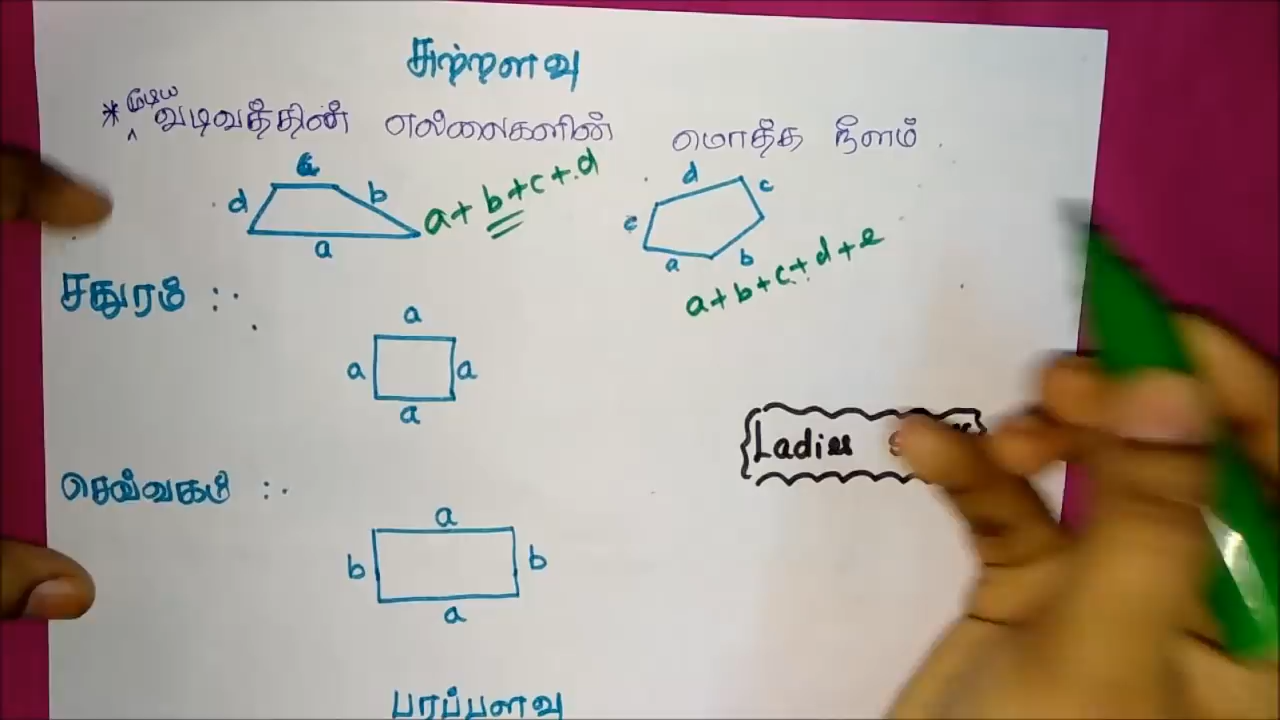 சுற்றளவு
* மூடிய வடிவத்தின் எல்லைகளின் மொத்த நீளம்.
d b a a+b+c+d
d c a b a+b+c+d+e
சதுரம் :-
a
a a
a
Ladies
செவ்வகம் :-
a
b b
a
பரப்பளவு